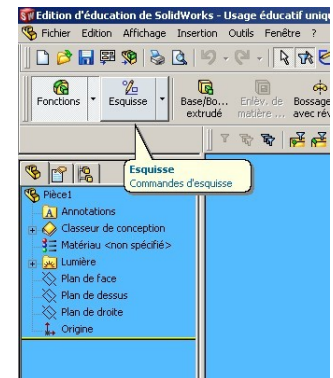 Edition d'éducation de SolidWorks - Usage éducatif uniq
Fichier Edition Affichage Insertion Outils Fenêtre ?
Fonctions Esquisse Base/Bo... extrudé Enlèv. de matière ... Bossage avec rév
Esquisse
Commandes d'esquisse
Pièce1
Annotations
Classeur de conception
Matériau <non spécifié>
Lumière
Plan de face
Plan de dessus
Plan de droite
Origine